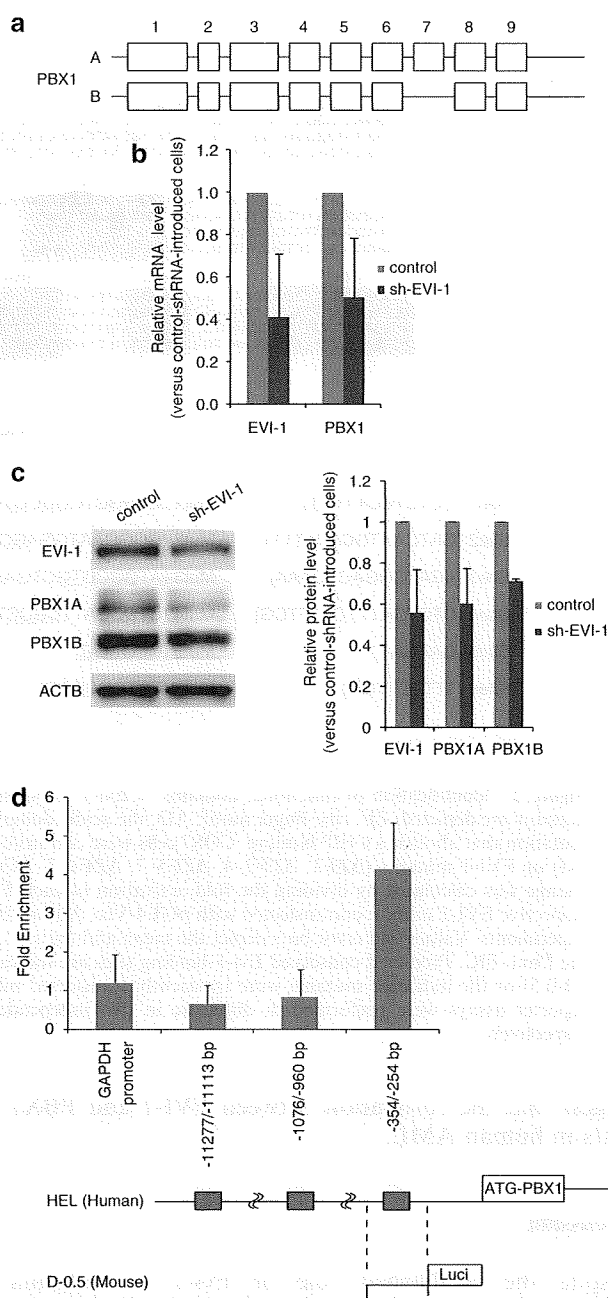 a
1 2 3 4 5 6 7 8 9
PBX1
A
B
b
Relative mRNA level
(versus control-shRNA-introduced cells)
1.2
1.0
0.8
0.6
0.4
0.2
0.0
EVI-1 PBX1
control
sh-EVI-1
c
control sh-EVI-1
EVI-1
PBX1A
PBX1B
ACTB
Relative protein level
(versus control-shRNA-introduced cells)
1.2
1
0.8
0.6
0.4
0.2
0
EVI-1 PBX1A PBX1B
control
sh-EVI-1
d
Fold Enrichment
6
5
4
3
2
1
0
GAPDH
promoter
-11277/-11113 bp
-1076/-960 bp
-354/-254 bp
HEL (Human)
ATG-PBX1
D-0.5 (Mouse)
Luci